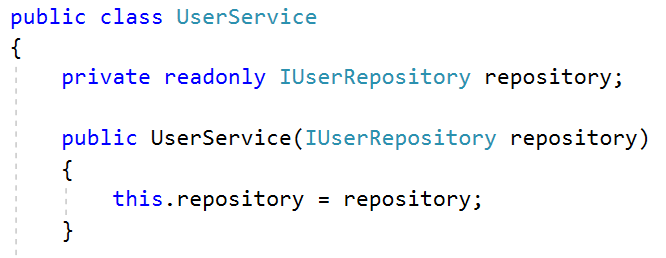 public class UserService
{
    private readonly IUserRepository repository;
    public UserService(IUserRepository repository)
    {
        this.repository = repository;
    }